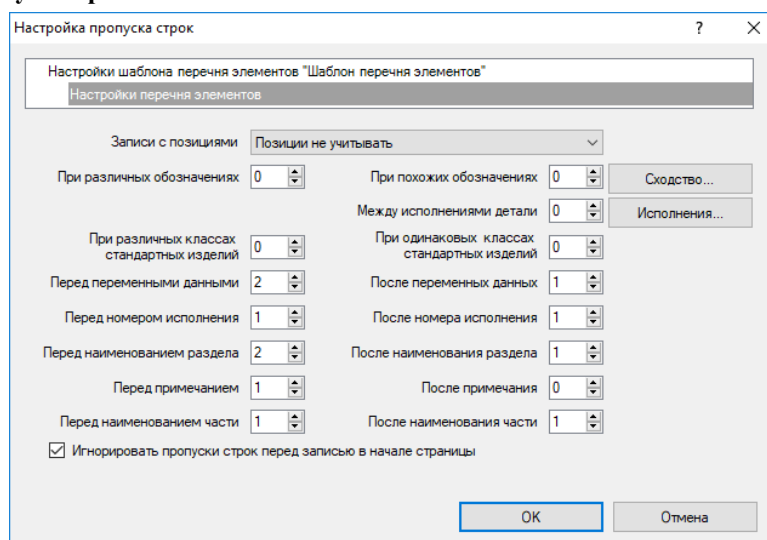 Настройка пропуска строк ?
Настройки шаблона перечня элементов "Шаблон перечня элементов"
Настройки перечня элементов
Записи с позициями Позиции не учитывать
При различных обозначениях 0 При похожих обозначениях 0 Сходство...
Между исполнениями детали 0 Исполнения...
При различных классах
стандартных изделий 0
При одинаковых классах
стандартных изделий 0
Перед переменными данными 2 После переменных данных 1
Перед номером исполнения 1 После номера исполнения 1
Перед наименованием раздела 2 После наименования раздела 1
Перед примечанием 1 После примечания 0
Перед наименованием части 1 После наименования части 1
Игнорировать пропуски строк перед записью в начале страницы
OK Отмена